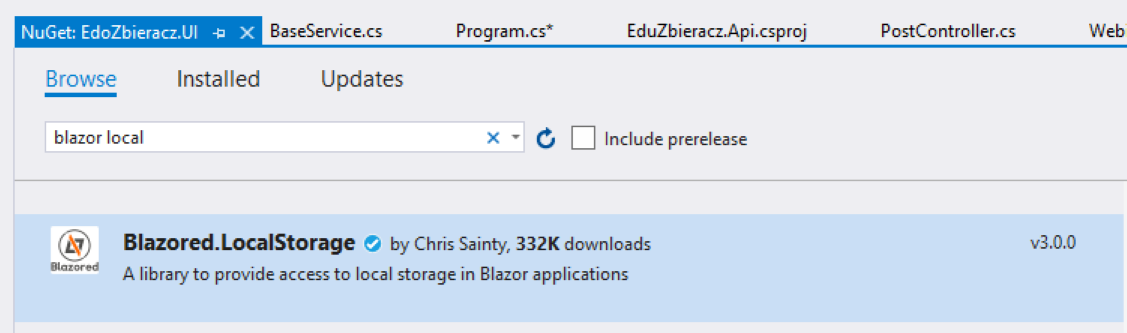 NuGet: EdoZbieracz.UI BaseService.cs Program.cs* EduZbieracz.Api.csproj PostController.cs Web
Browse Installed Updates
blazor local Include prerelease
Blazored.LocalStorage by Chris Sainty, 332K downloads v3.0.0
Blazored
A library to provide access to local storage in Blazor applications